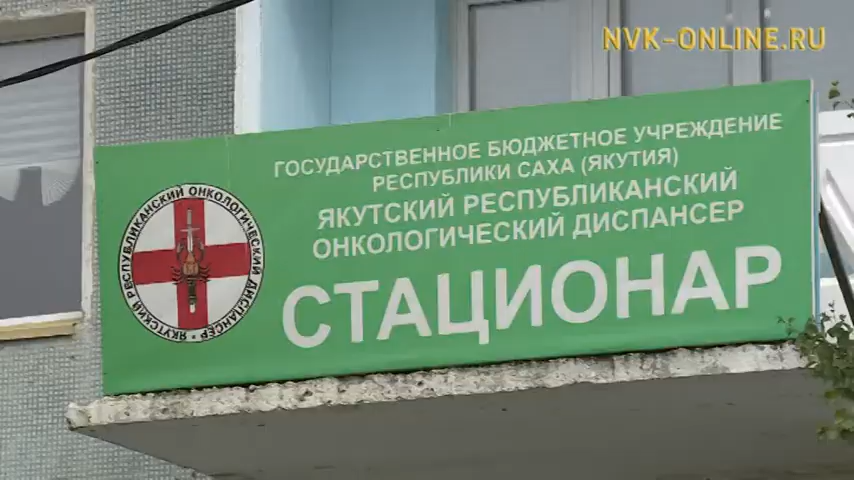 NVK-ONLINE.RU
ГОСУДАРСТВЕННОЕ БЮДЖЕТНОЕ УЧРЕЖДЕНИЕ
РЕСПУБЛИКИ САХА (ЯКУТИЯ)
ЯКУТСКИЙ РЕСПУБЛИКАНСКИЙ
ОНКОЛОГИЧЕСКИЙ ДИСПАНСЕР
СТАЦИОНАР
ЯКУТСКИЙ РЕСПУБЛИКАНСКИЙ ОНКОЛОГИЧЕСКИЙ ДИСПАНСЕР